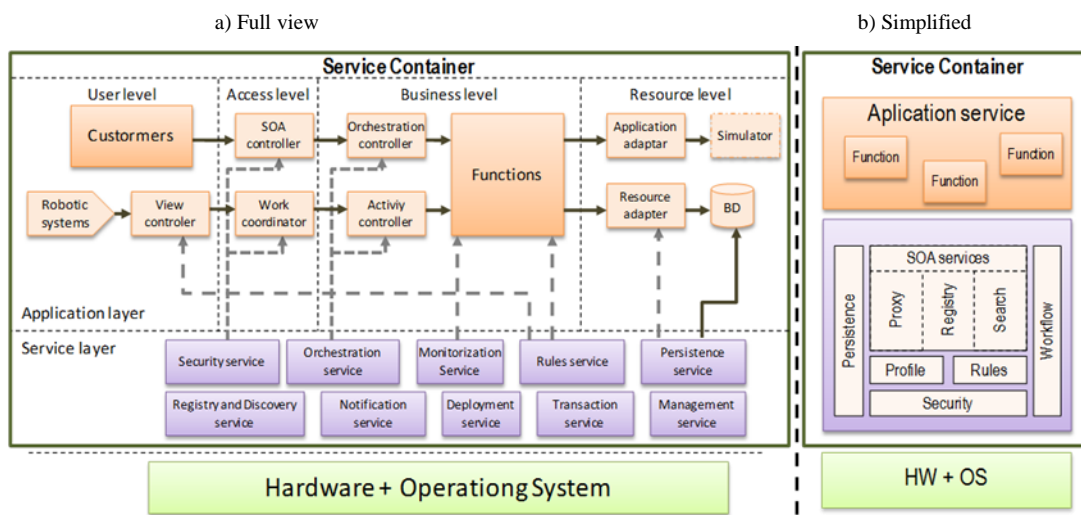 a) Full view
b) Simplified
Service Container
User level
Access level
Business level
Resource level
Custormers
SOA
controller
Orchestration
controller
Functions
Application
adaptar
Simulator
Robotic
systems
View
controler
Work
coordinator
Activiy
controller
Resource
adapter
BD
Application layer
Service layer
Security service
Orchestration
service
Monitorization
Service
Rules service
Persistence
service
Registry and Discovery
service
Notification
service
Deployment
service
Transaction
service
Management
service
Hardware + Operationg System
Service Container
Aplication service
Function
Function
Function
Persistence
SOA services
Proxy
Registry
Search
Workflow
Profile
Rules
Security
HW + OS